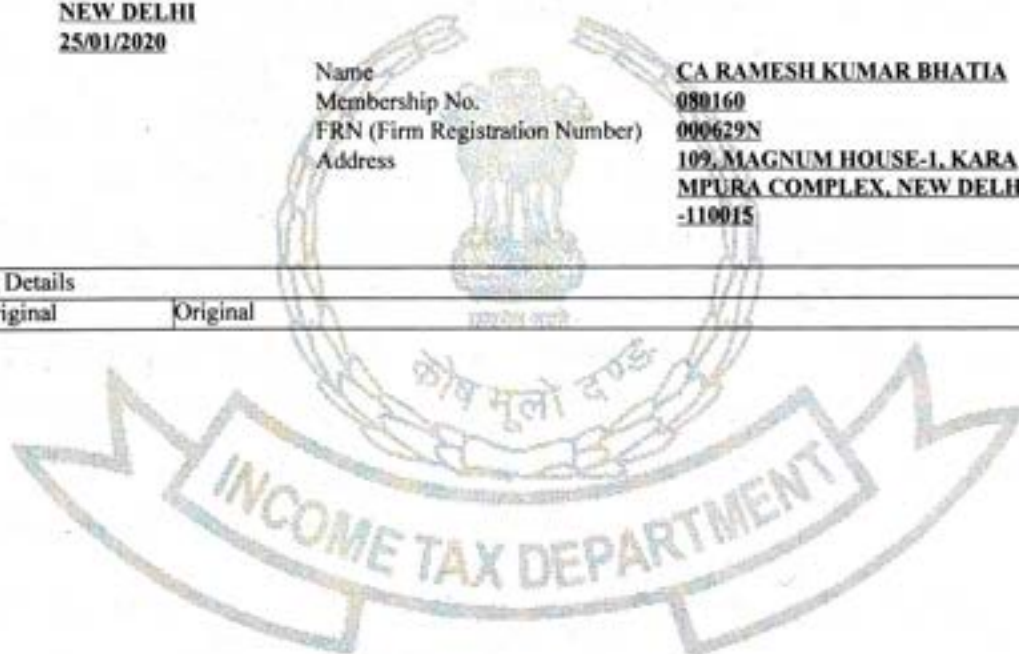 NEW DELHI
25/01/2020
Name CA RAMESH KUMAR BHATIA
Membership No. 080160
FRN (Firm Registration Number) 000629N
Address 109, MAGNUM HOUSE-1, KARA
MPURA COMPLEX, NEW DELH
-110015
Details
iginal Original
कोष मूलो दण्डः
INCOME TAX DEPARTMENT